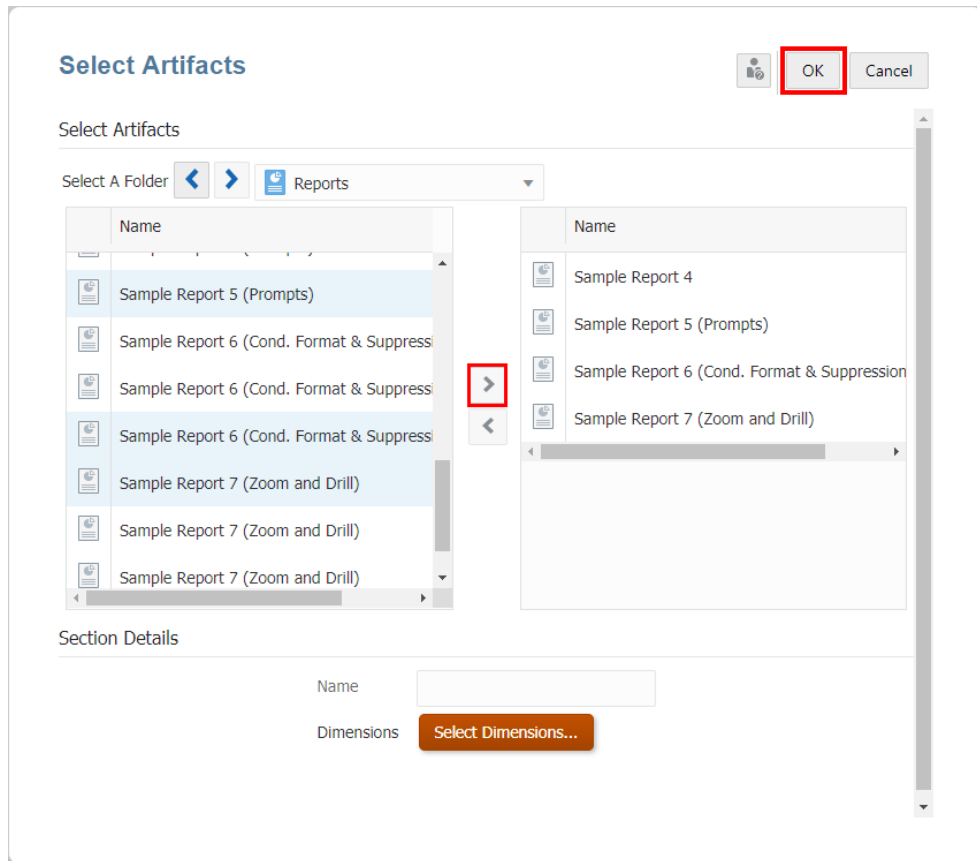 Select Artifacts
OK
Cancel
Select Artifacts
Select A Folder
Reports
Name
Sample Report 5 (Prompts)
Sample Report 6 (Cond. Format & Suppressi
Sample Report 6 (Cond. Format & Suppressi
Sample Report 6 (Cond. Format & Suppressi
Sample Report 7 (Zoom and Drill)
Sample Report 7 (Zoom and Drill)
Sample Report 7 (Zoom and Drill)
Name
Sample Report 4
Sample Report 5 (Prompts)
Sample Report 6 (Cond. Format & Suppression
Sample Report 7 (Zoom and Drill)
Section Details
Name
Dimensions
Select Dimensions...